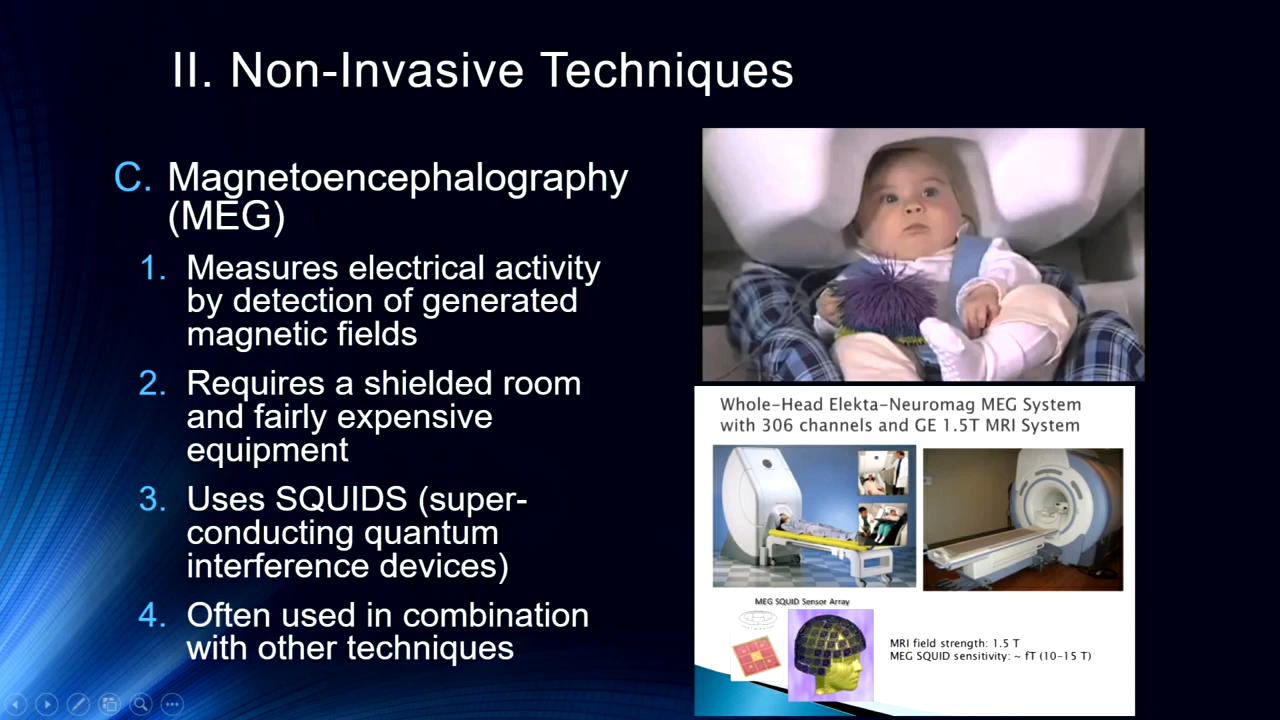 II. Non-Invasive Techniques
C. Magnetoencephalography
(MEG)
1. Measures electrical activity
by detection of generated
magnetic fields
2. Requires a shielded room
and fairly expensive
equipment
3. Uses SQUIDS (super-
conducting quantum
interference devices)
4. Often used in combination
with other techniques
Whole-Head Elekta-Neuromag MEG System
with 306 channels and GE 1.5T MRI System
MEG SQUID Sensor Array
MRI field strength: 1.5 T
MEG SQUID sensitivity: ~ fT (10-15 T)